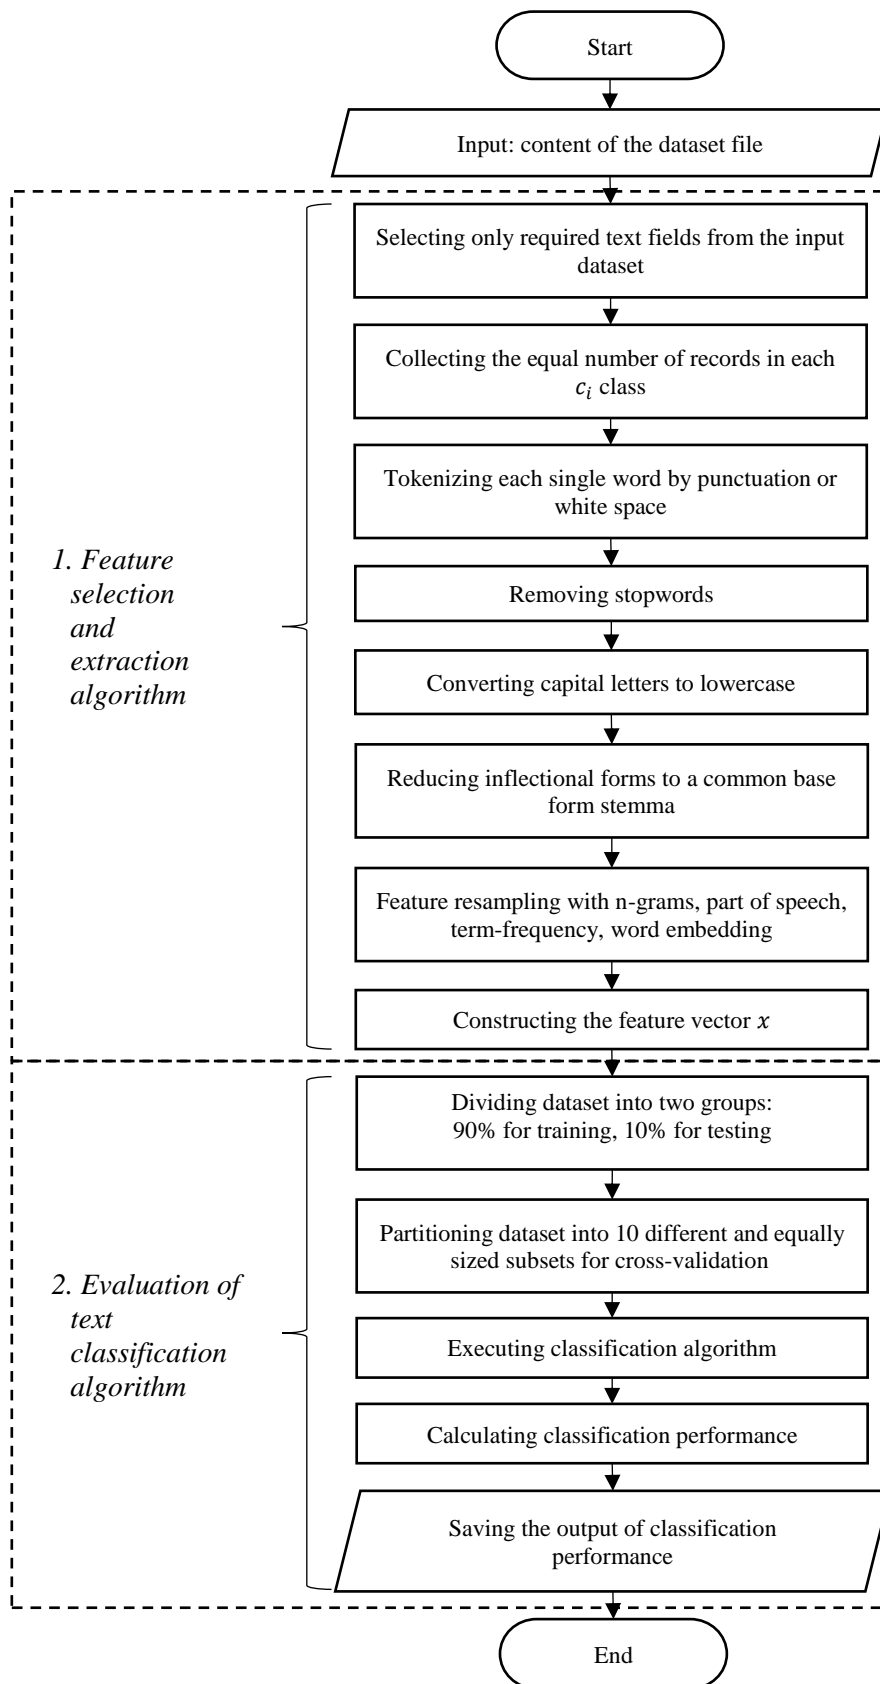 Start
Input: content of the dataset file
Selecting only required text fields from the input
dataset
Collecting the equal number of records in each
𝑐𝑖 class
Tokenizing each single word by punctuation or
white space
1. Feature
selection
and
extraction
algorithm
Removing stopwords
Converting capital letters to lowercase
Reducing inflectional forms to a common base
form stemma
Feature resampling with n-grams, part of speech,
term-frequency, word embedding
Constructing the feature vector 𝑥
Dividing dataset into two groups:
90% for training, 10% for testing
Partitioning dataset into 10 different and equally
sized subsets for cross-validation
2. Evaluation of
text
classification
algorithm
Executing classification algorithm
Calculating classification performance
Saving the output of classification
performance
End